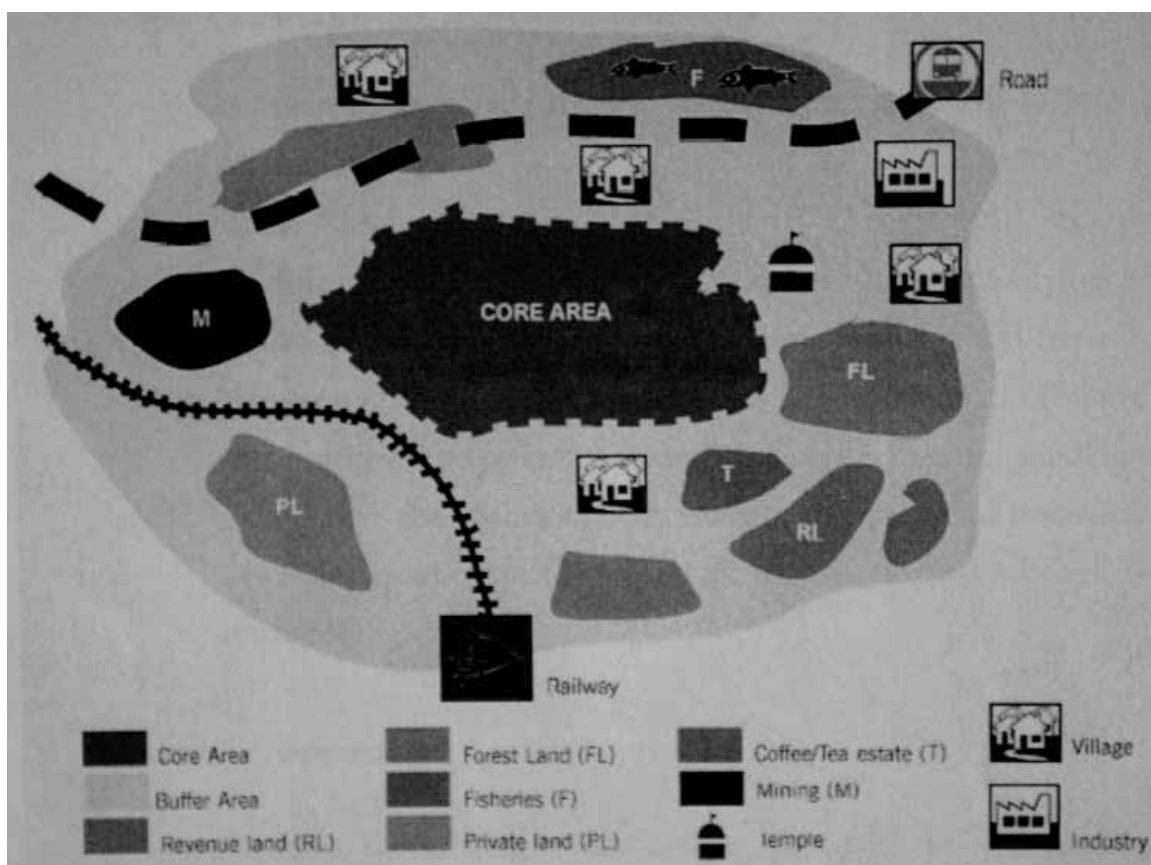 F
Road
M
CORE AREA
FL
T
PL
RL
Railway
Core Area
Forest Land (FL)
Coffee/Tea estate (T)
Village
Buffer Area
Fisheries (F)
Mining (M)
Revenue land (RL)
Private land (PL)
Temple
Industry